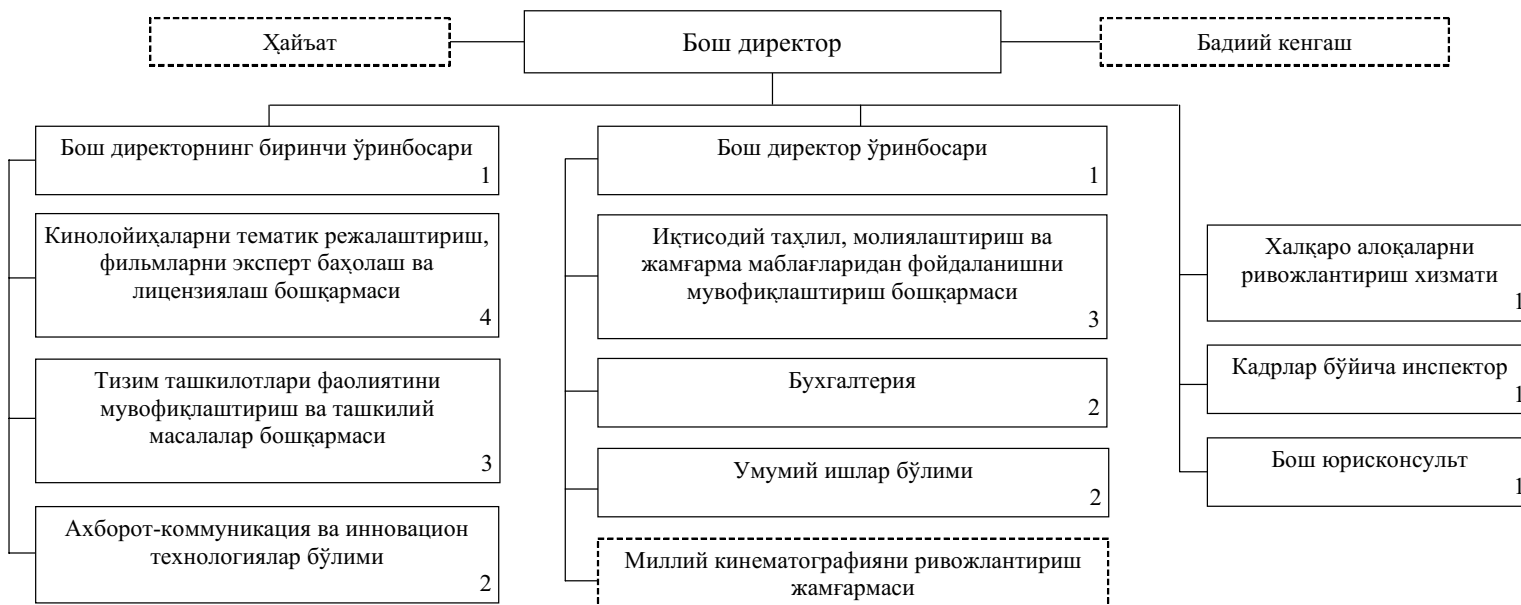 Ҳайъат
Бош директор
Бадиий кенгаш
Бош директорнинг биринчи ўринбосари
1
Кинолойиҳаларни тематик режалаштириш,
фильмларни эксперт баҳолаш ва
лицензиялаш бошқармаси
4
Тизим ташкилотлари фаолиятини
мувофиқлаштириш ва ташкилий
масалалар бошқармаси
3
Ахборот-коммуникация ва инновацион
технологиялар бўлими
2
Бош директор ўринбосари
1
Иқтисодий таҳлил, молиялаштириш ва
жамғарма маблағларидан фойдаланишни
мувофиқлаштириш бошқармаси
3
Бухгалтерия
2
Умумий ишлар бўлими
2
Миллий кинематографияни ривожлантириш
жамғармаси
Халқаро алоқаларни
ривожлантириш хизмати
1
Кадрлар бўйича инспектор
1
Бош юрисконсульт
1